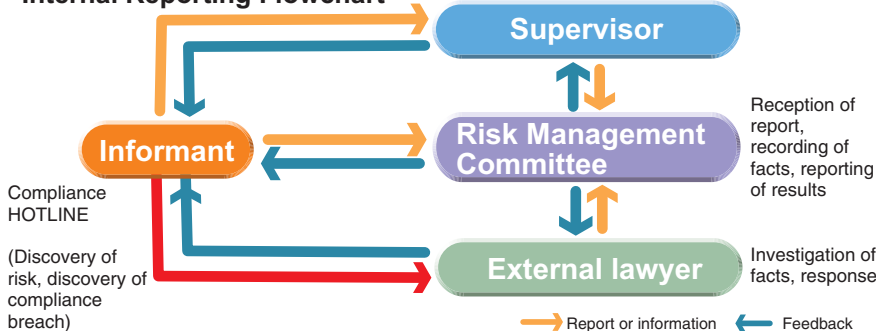 Internal Reporting Flowchart
Supervisor
Informant
Risk Management
Committee
Reception of
report,
recording of
facts, reporting
of results
Compliance
HOTLINE
(Discovery of
risk, discovery of
compliance
breach)
External lawyer
Investigation of
facts, response
Report or information
Feedback